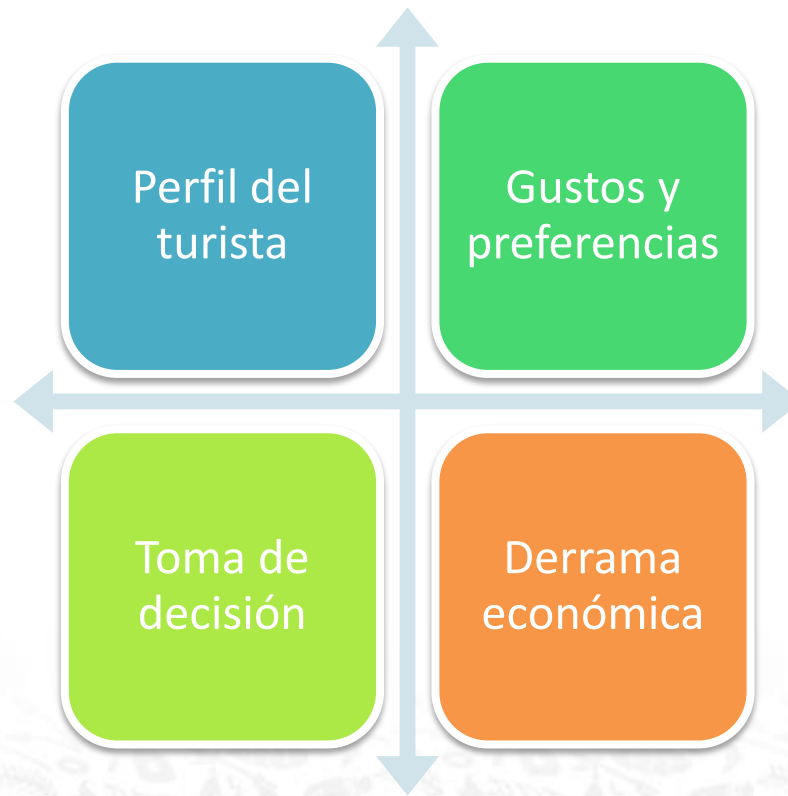 Perfil del
turista
Gustos y
preferencias
Toma de
decisión
Derrama
económica